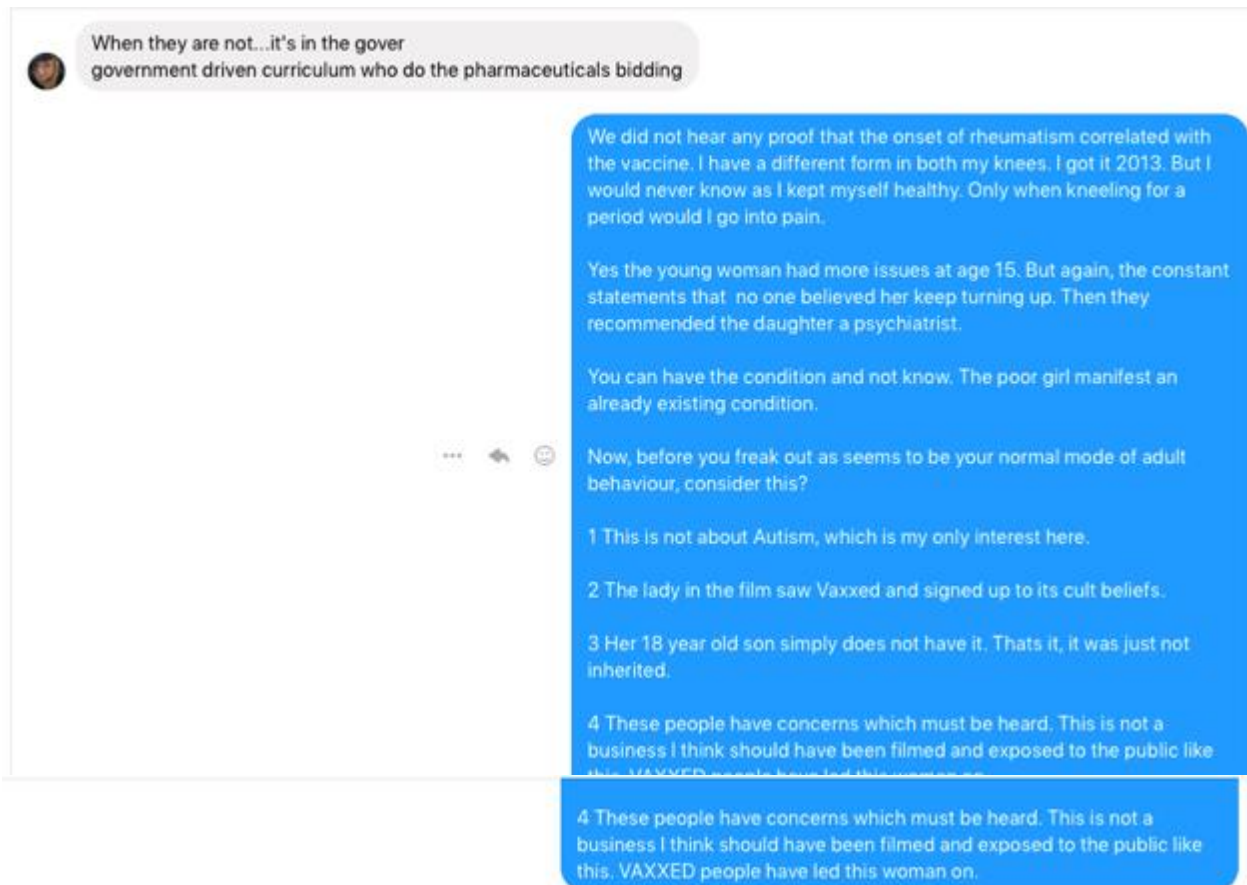 When they are not...it's in the gover
government driven curriculum who do the pharmaceuticals bidding
We did not hear any proof that the onset of rheumatism correlated with
the vaccine. I have a different form in both my knees. I got it 2013. But I
would never know as I kept myself healthy. Only when kneeling for a
period would I go into pain.
Yes the young woman had more issues at age 15. But again, the constant
statements that no one believed her keep turning up. Then they
recommended the daughter a psychiatrist.
You can have the condition and not know. The poor girl manifest an
already existing condition.
Now, before you freak out as seems to be your normal mode of adult
behaviour, consider this?
1 This is not about Autism, which is my only interest here.
2 The lady in the film saw Vaxxed and signed up to its cult beliefs.
3 Her 18 year old son simply does not have it. Thats it, it was just not
inherited.
4 These people have concerns which must be heard. This is not a
business I think should have been filmed and exposed to the public like
this. VAXXED people have led this woman on.
4 These people have concerns which must be heard. This is not a
business I think should have been filmed and exposed to the public like
this. VAXXED people have led this woman on.